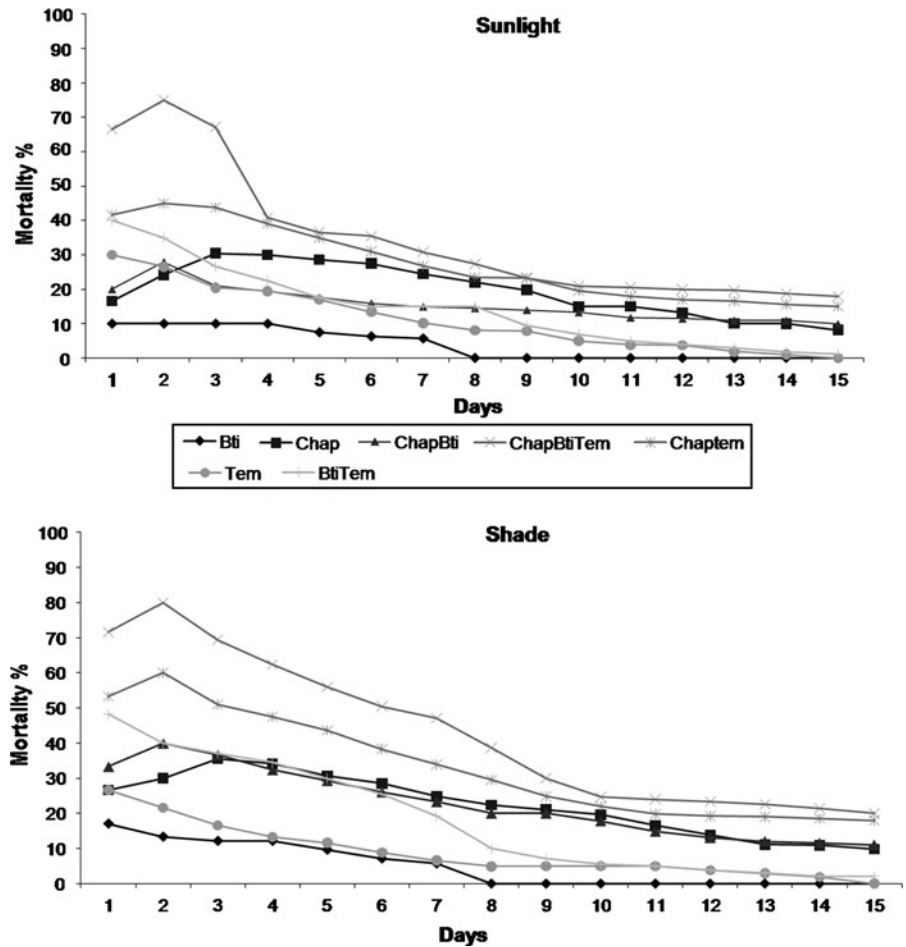 Sunlight
Mortality %
100
90
80
70
60
50
40
30
20
10
0
1 2 3 4 5 6 7 8 9 10 11 12 13 14 15
Days
Bti Chap ChapBti ChapBtiTem Chaptem
Tem BtiTem
Shade
Mortality %
100
90
80
70
60
50
40
30
20
10
0
1 2 3 4 5 6 7 8 9 10 11 12 13 14 15
Days